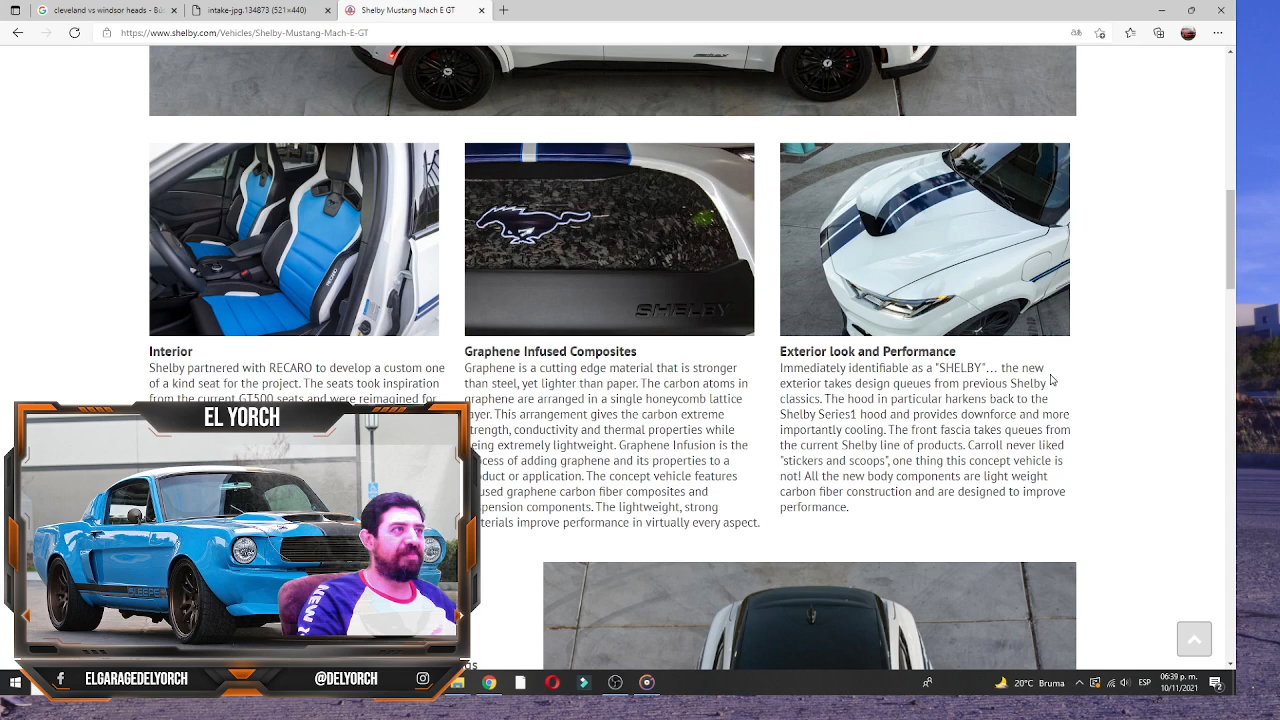 cleveland vs windsor heads - Bús
intake-jpg.134873 (521×440)
Shelby Mustang Mach E GT
https://www.shelby.com/Vehicles/Shelby-Mustang-Mach-E-GT
RECARO
SHELBY
Interior
Shelby partnered with RECARO to develop a custom one
of a kind seat for the project. The seats took inspiration
from the current GT500 seats and were reimagined for
Graphene Infused Composites
Graphene is a cutting edge material that is stronger
than steel, yet lighter than paper. The carbon atoms in
graphene are arranged in a single honeycomb lattice
ayer. This arrangement gives the carbon extreme
trength, conductivity and thermal properties while
eing extremely lightweight. Graphene Infusion is the
cess of adding graphene and its properties to a
oduct or application. The concept vehicle features
used graphene carbon fiber composites and
pension components. The lightweight, strong
terials improve performance in virtually every aspect.
Exterior look and Performance
Immediately identifiable as a "SHELBY"... the new
exterior takes design queues from previous Shelby
classics. The hood in particular harkens back to the
Shelby Series1 hood and provides downforce and more
importantly cooling. The front fascia takes queues from
the current Shelby line of products. Carroll never liked
"stickers and scoops", one thing this concept vehicle is
not! All the new body components are light weight
carbon fiber construction and are designed to improve
performance.
EL YORCH
NEW
ELGARAGEDELYORCH
@DELYORCH
20°C Bruma
ESP
06:39 p. m.
10/11/2021
2